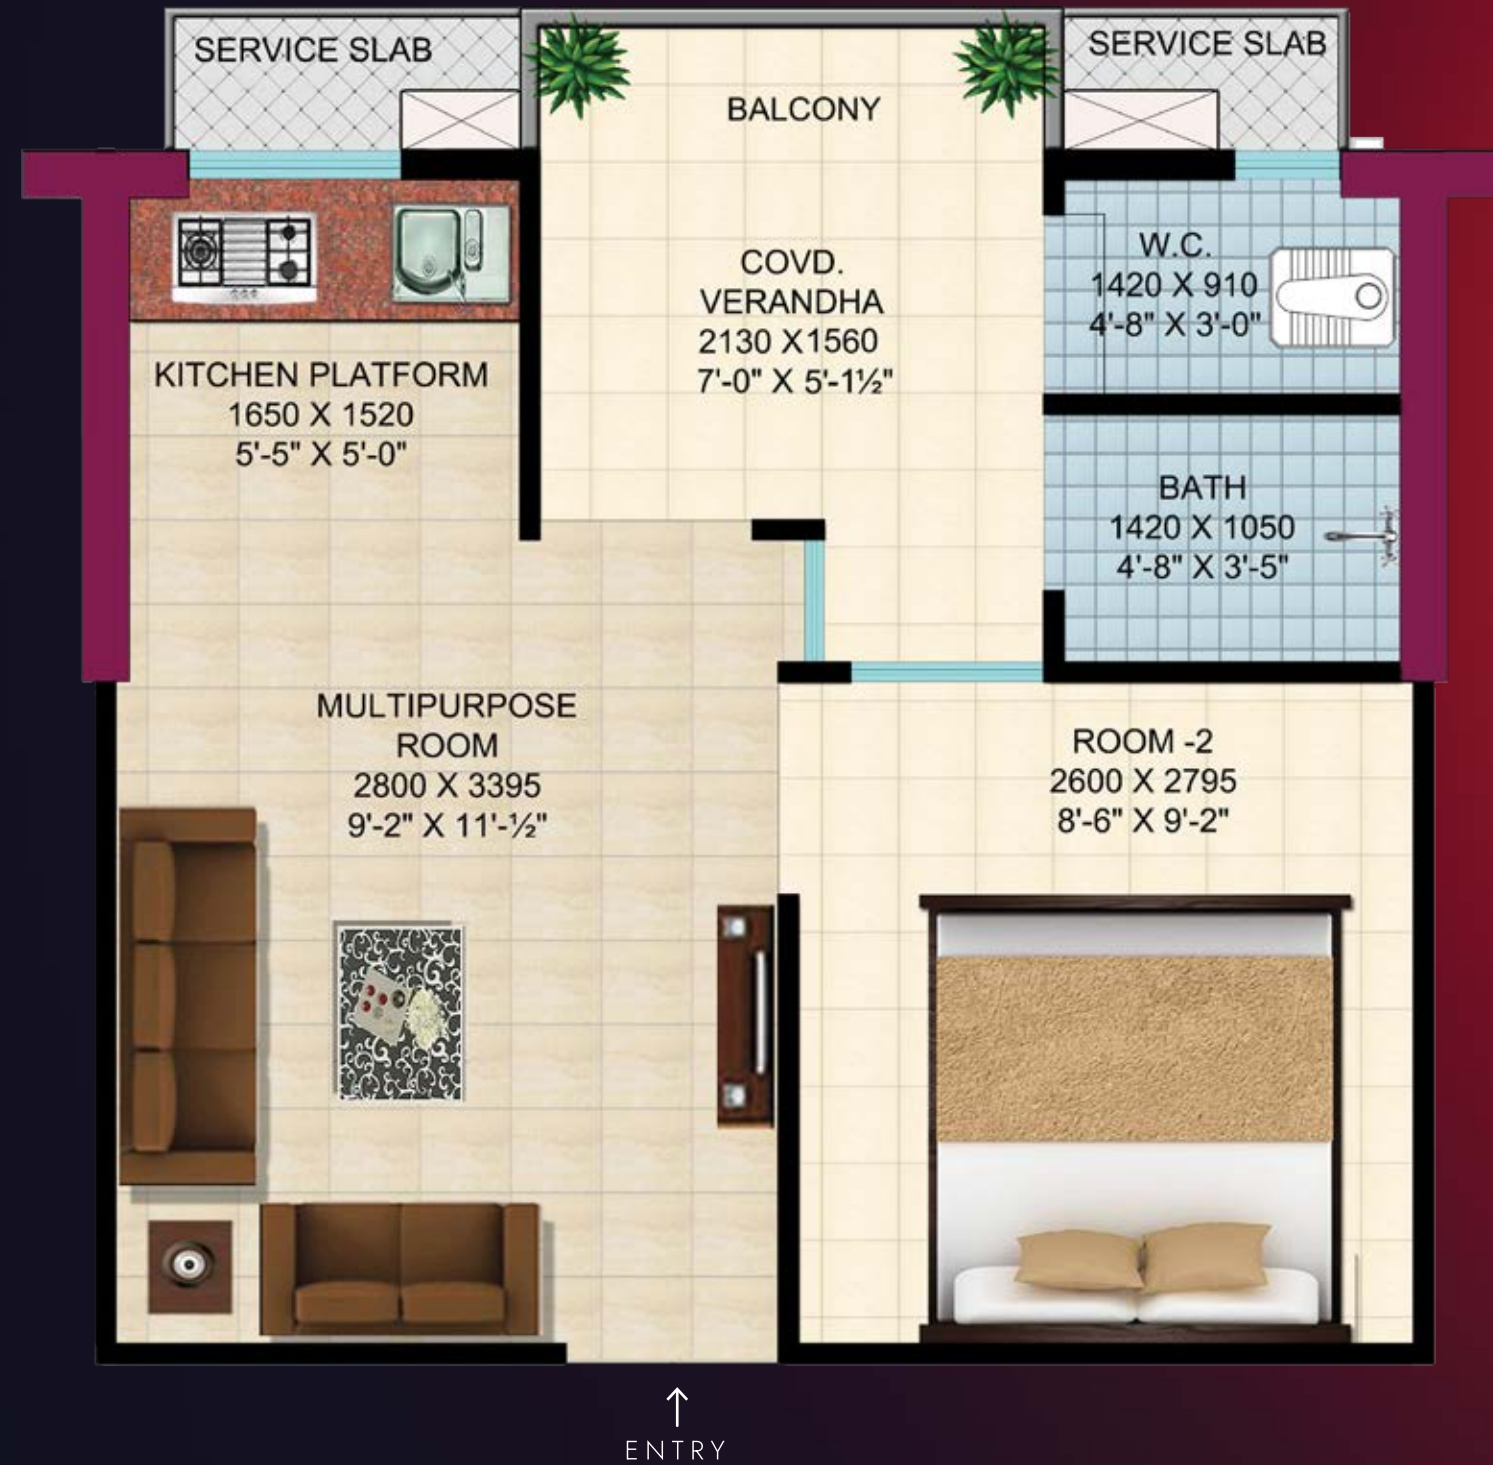 SERVICE SLAB
SERVICE SLAB
BALCONY
COVD.
VERANDHA
2130 X1560
7'-0" X 5'-1½"
W.C.
1420 X 910
4'-8" X 3'-0"
KITCHEN PLATFORM
1650 X 1520
5'-5" X 5'-0"
BATH
1420 X 1050
4'-8" X 3'-5"
MULTIPURPOSE
ROOM
2800 X 3395
9'-2" X 11'-½"
ROOM -2
2600 X 2795
8'-6" X 9'-2"
ENTRY